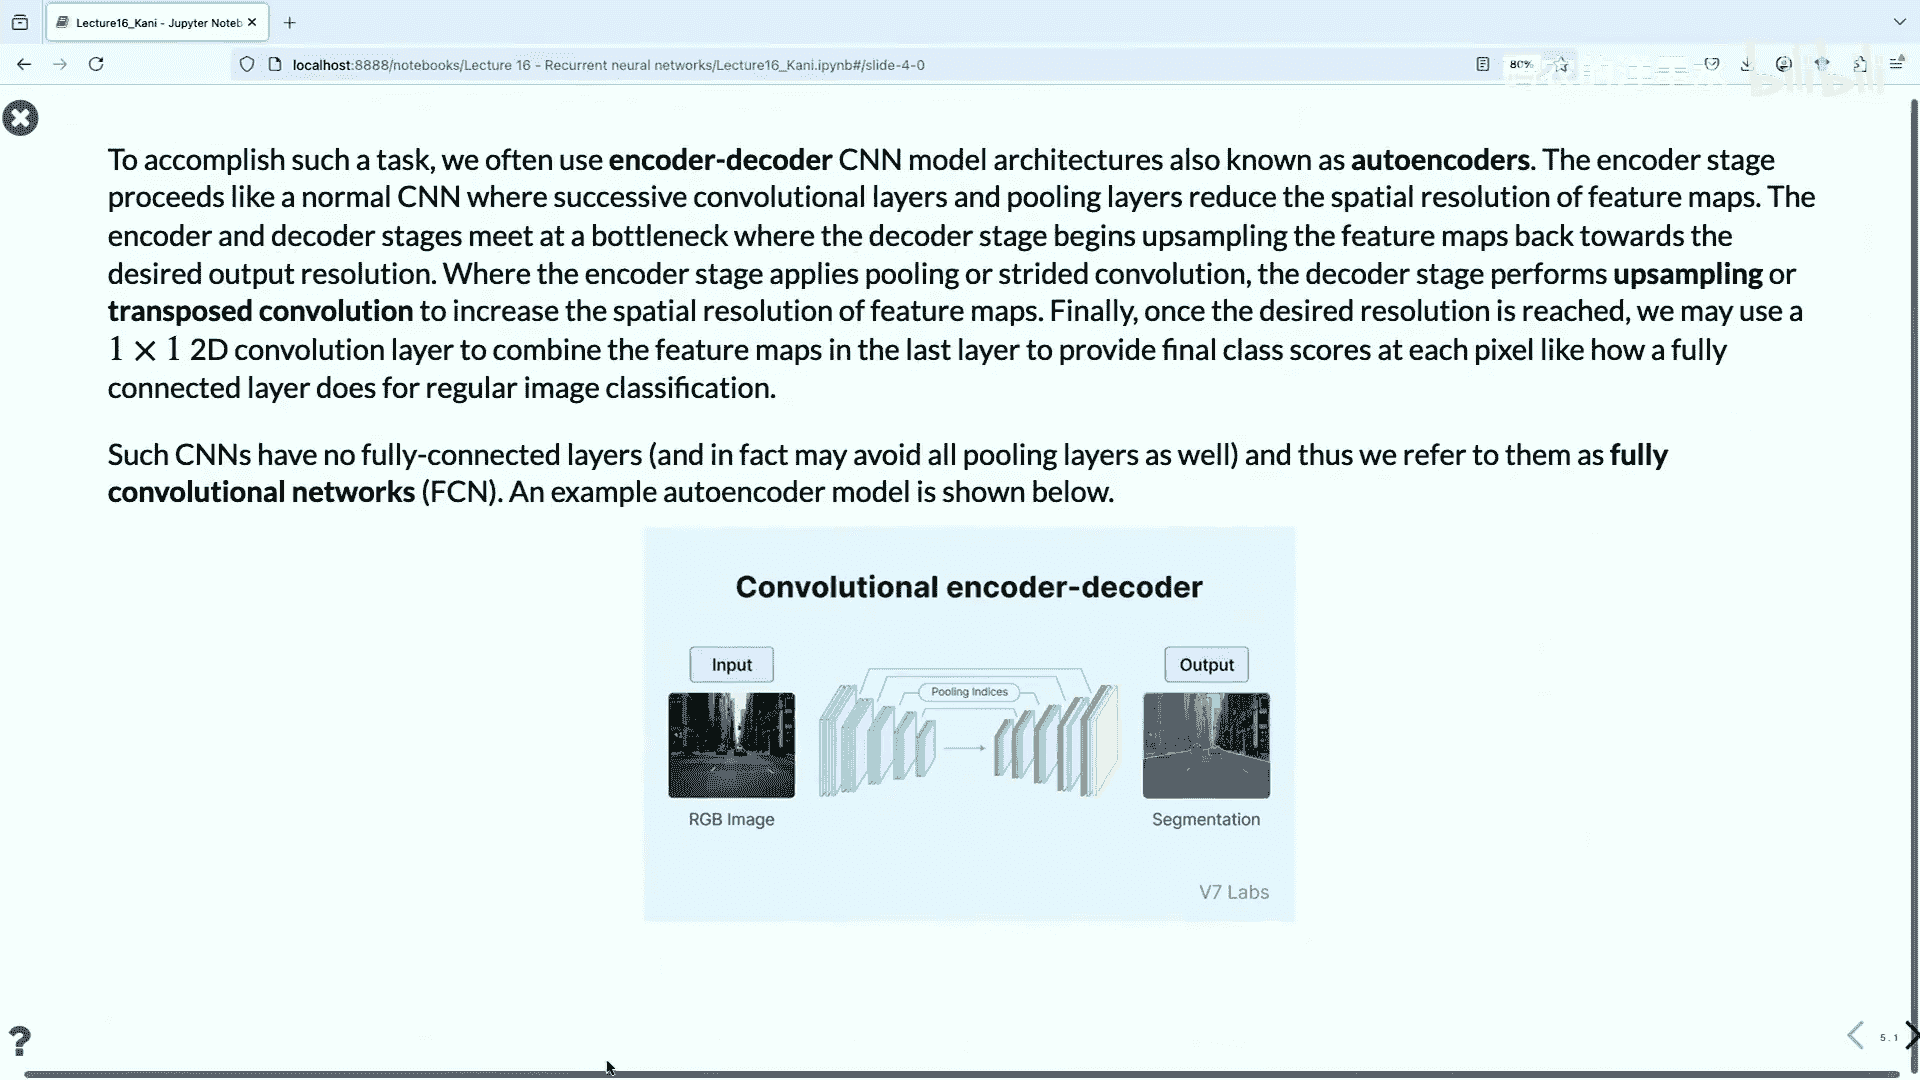 Lecture16_Kani - Jupyter Noteb
localhost:8888/notebooks/Lecture 16 - Recurrent neural networks/Lecture16_Kani.ipynb#/slide-4-0
80%
bilibili
To accomplish such a task, we often use encoder-decoder CNN model architectures also known as autoencoders. The encoder stage
proceeds like a normal CNN where successive convolutional layers and pooling layers reduce the spatial resolution of feature maps. The
encoder and decoder stages meet at a bottleneck where the decoder stage begins upsampling the feature maps back towards the
desired output resolution. Where the encoder stage applies pooling or strided convolution, the decoder stage performs upsampling or
transposed convolution to increase the spatial resolution of feature maps. Finally, once the desired resolution is reached, we may use a
1 × 1 2D convolution layer to combine the feature maps in the last layer to provide final class scores at each pixel like how a fully
connected layer does for regular image classification.
Such CNNs have no fully-connected layers (and in fact may avoid all pooling layers as well) and thus we refer to them as fully
convolutional networks (FCN). An example autoencoder model is shown below.
Convolutional encoder-decoder
Input
Output
Pooling Indices
RGB Image
Segmentation
V7 Labs
?
5.1